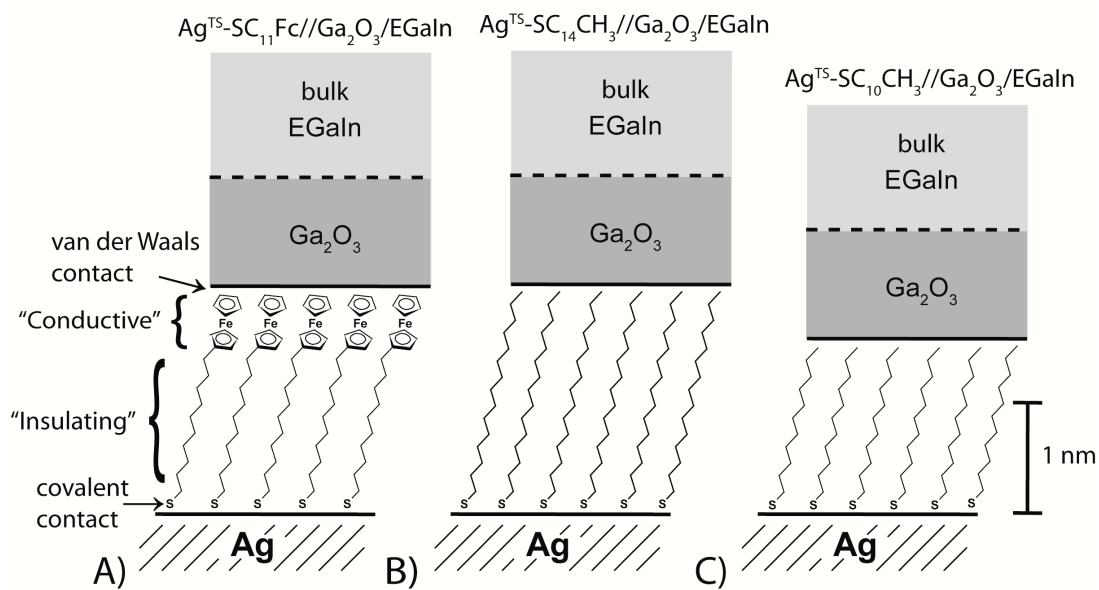 Ag^TS-SC₁₁Fc//Ga₂O₃/EGaIn
bulk
EGaIn
Ga₂O₃
van der Waals
contact
“Conductive”
Fe Fe Fe Fe Fe
“Insulating”
covalent
contact
S S S S S
Ag
A)
Ag^TS-SC₁₄CH₃//Ga₂O₃/EGaIn
bulk
EGaIn
Ga₂O₃
S S S S S S
Ag
B)
Ag^TS-SC₁₀CH₃//Ga₂O₃/EGaIn
bulk
EGaIn
Ga₂O₃
1 nm
S S S S S S
Ag
C)